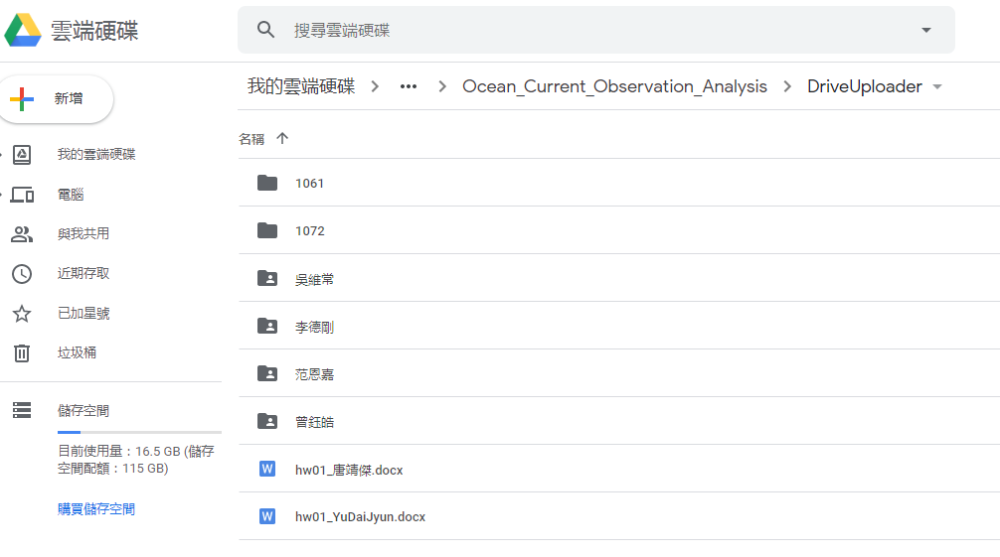 雲端硬碟
搜尋雲端硬碟
新增
我的雲端硬碟
電腦
與我共用
近期存取
已加星號
垃圾桶
儲存空間
目前使用量：16.5 GB (儲存
空間配額：115 GB)
購買儲存空間
我的雲端硬碟 ••• Ocean_Current_Observation_Analysis DriveUploader
名稱
1061
1072
吳維常
李德剛
范恩嘉
曾鈺皓
hw01_唐靖傑.docx
hw01_YuDaiJyun.docx